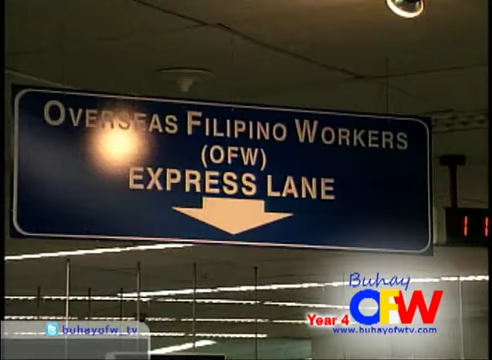 OVERSEAS FILIPINO WORKERS
(OFW)
EXPRESS LANE
Buhay
OFW
Year 4
www.buhayofwtv.com
buhayofw_tv